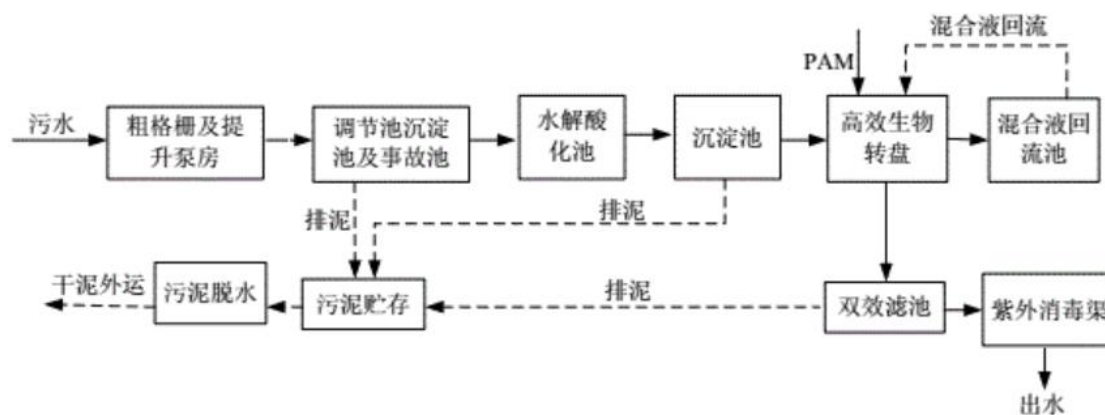 混合液回流
PAM
污水
粗格栅及提
升泵房
调节池沉淀
池及事故池
水解酸
化池
沉淀池
高效生物
转盘
混合液回
流池
排泥
排泥
干泥外运
污泥脱水
污泥贮存
排泥
双效滤池
紫外消毒渠
出水